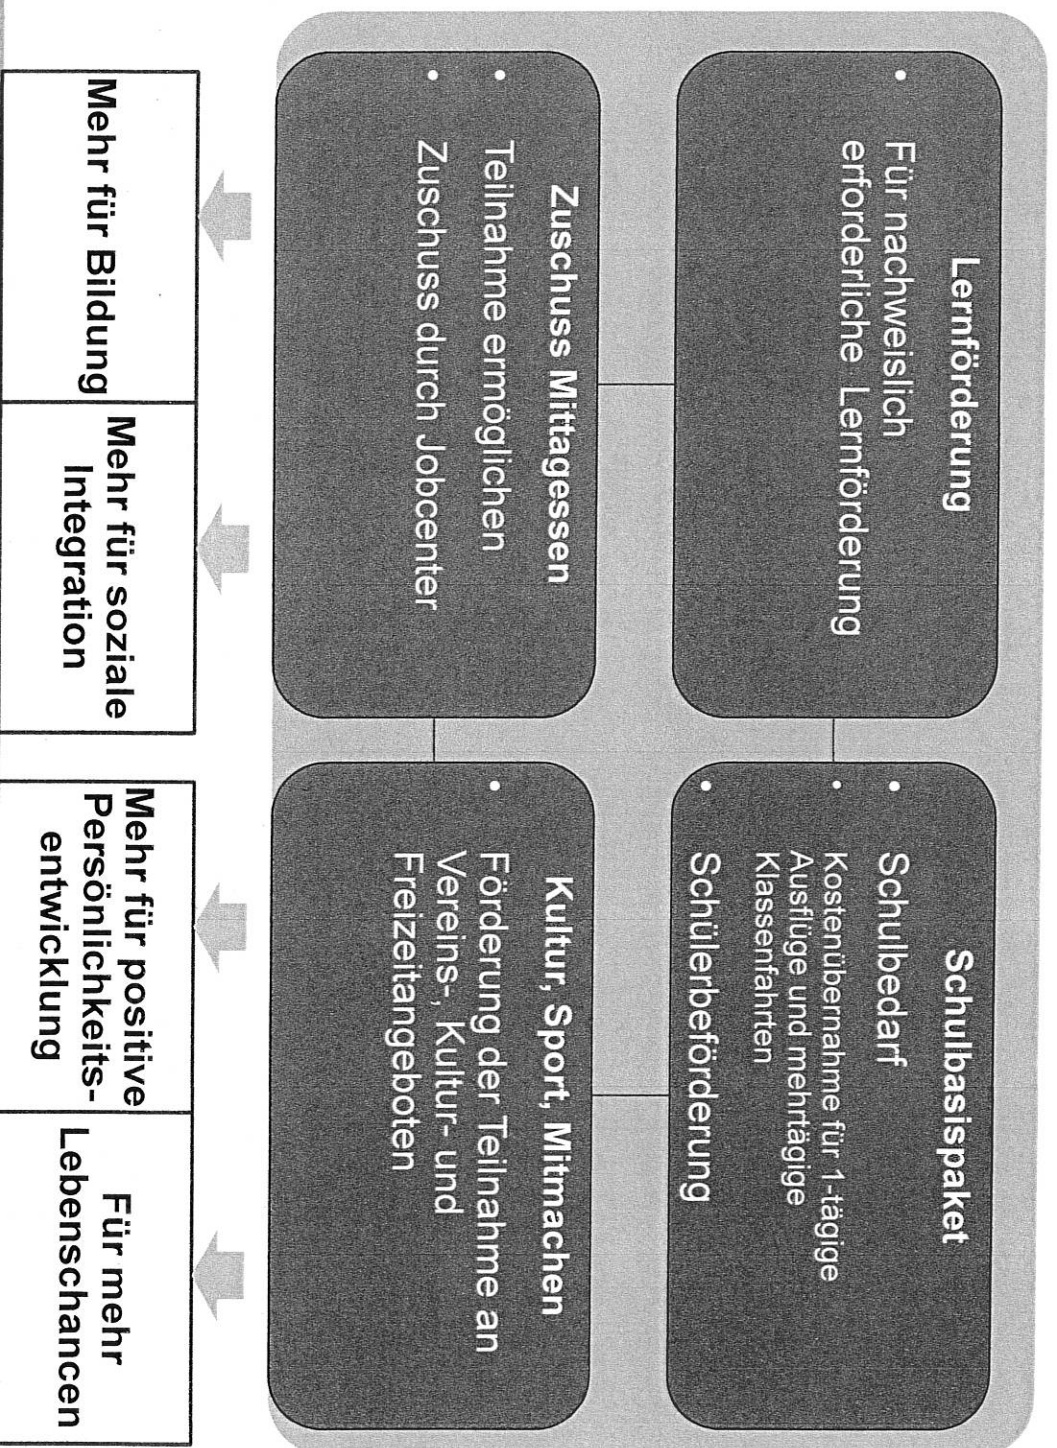 Lernförderung
• Für nachweislich
erforderliche Lernförderung
Schulbasispaket
• Schulbedarf
• Kostenübernahme für 1-tägige
Ausflüge und mehrtägige
Klassenfahrten
• Schülerbeförderung
Zuschuss Mittagessen
• Teilnahme ermöglichen
• Zuschuss durch Jobcenter
Kultur, Sport, Mitmachen
• Förderung der Teilnahme an
Vereins-, Kultur- und
Freizeitangeboten
Mehr für Bildung
Mehr für soziale
Integration
Mehr für positive
Persönlichkeits-
entwicklung
Für mehr
Lebenschancen